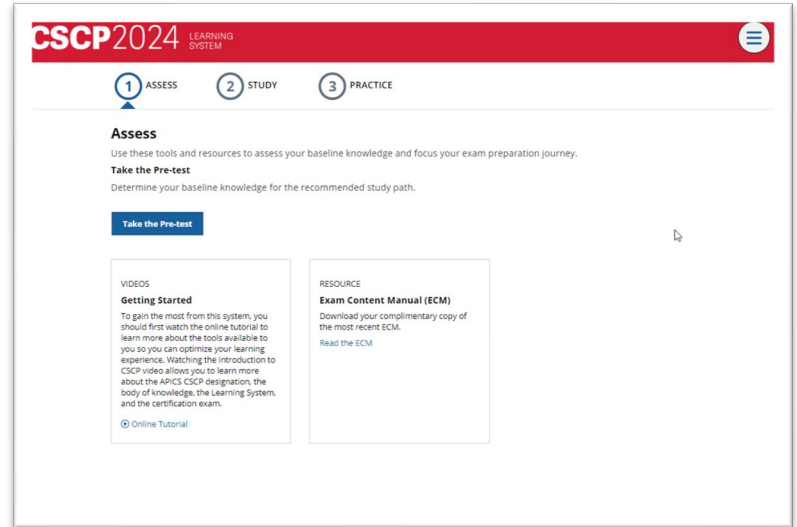 CSCP2024 LEARNING
SYSTEM
1 ASSESS 2 STUDY 3 PRACTICE
Assess
Use these tools and resources to assess your baseline knowledge and focus your exam preparation journey.
Take the Pre-test
Determine your baseline knowledge for the recommended study path.
Take the Pre-test
VIDEOS
Getting Started
To gain the most from this system, you
should first watch the online tutorial to
learn more about the tools available to
you so you can optimize your learning
experience. Watching the introduction to
CSCP video allows you to learn more
about the APICS CSCP designation, the
body of knowledge, the Learning System,
and the certification exam.
Online Tutorial
RESOURCE
Exam Content Manual (ECM)
Download your complimentary copy of
the most recent ECM.
Read the ECM